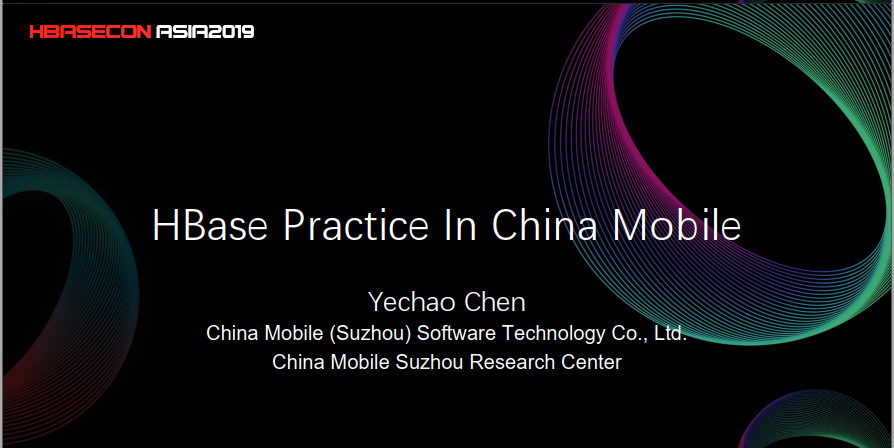 HBASECON ASIA2019
HBase Practice In China Mobile
Yechao Chen
China Mobile (Suzhou) Software Technology Co., Ltd.
China Mobile Suzhou Research Center